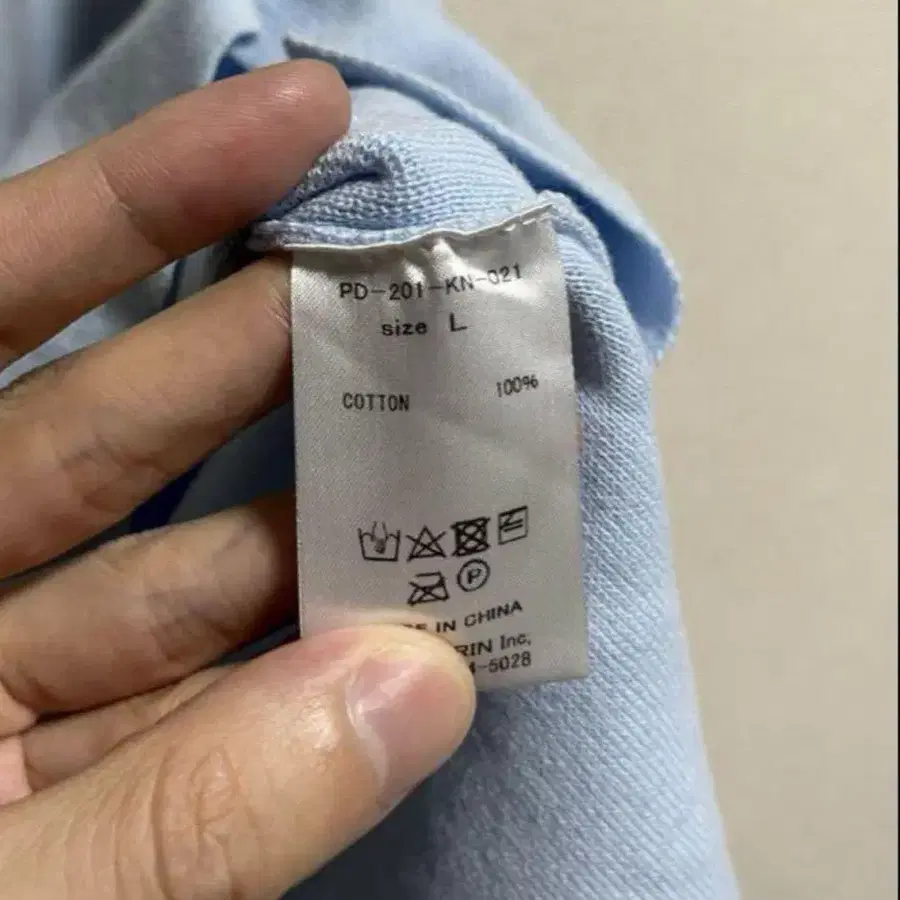 PD-201-KN-021
size L
COTTON 100%
P
IN CHINA
RIN Inc.
-5028